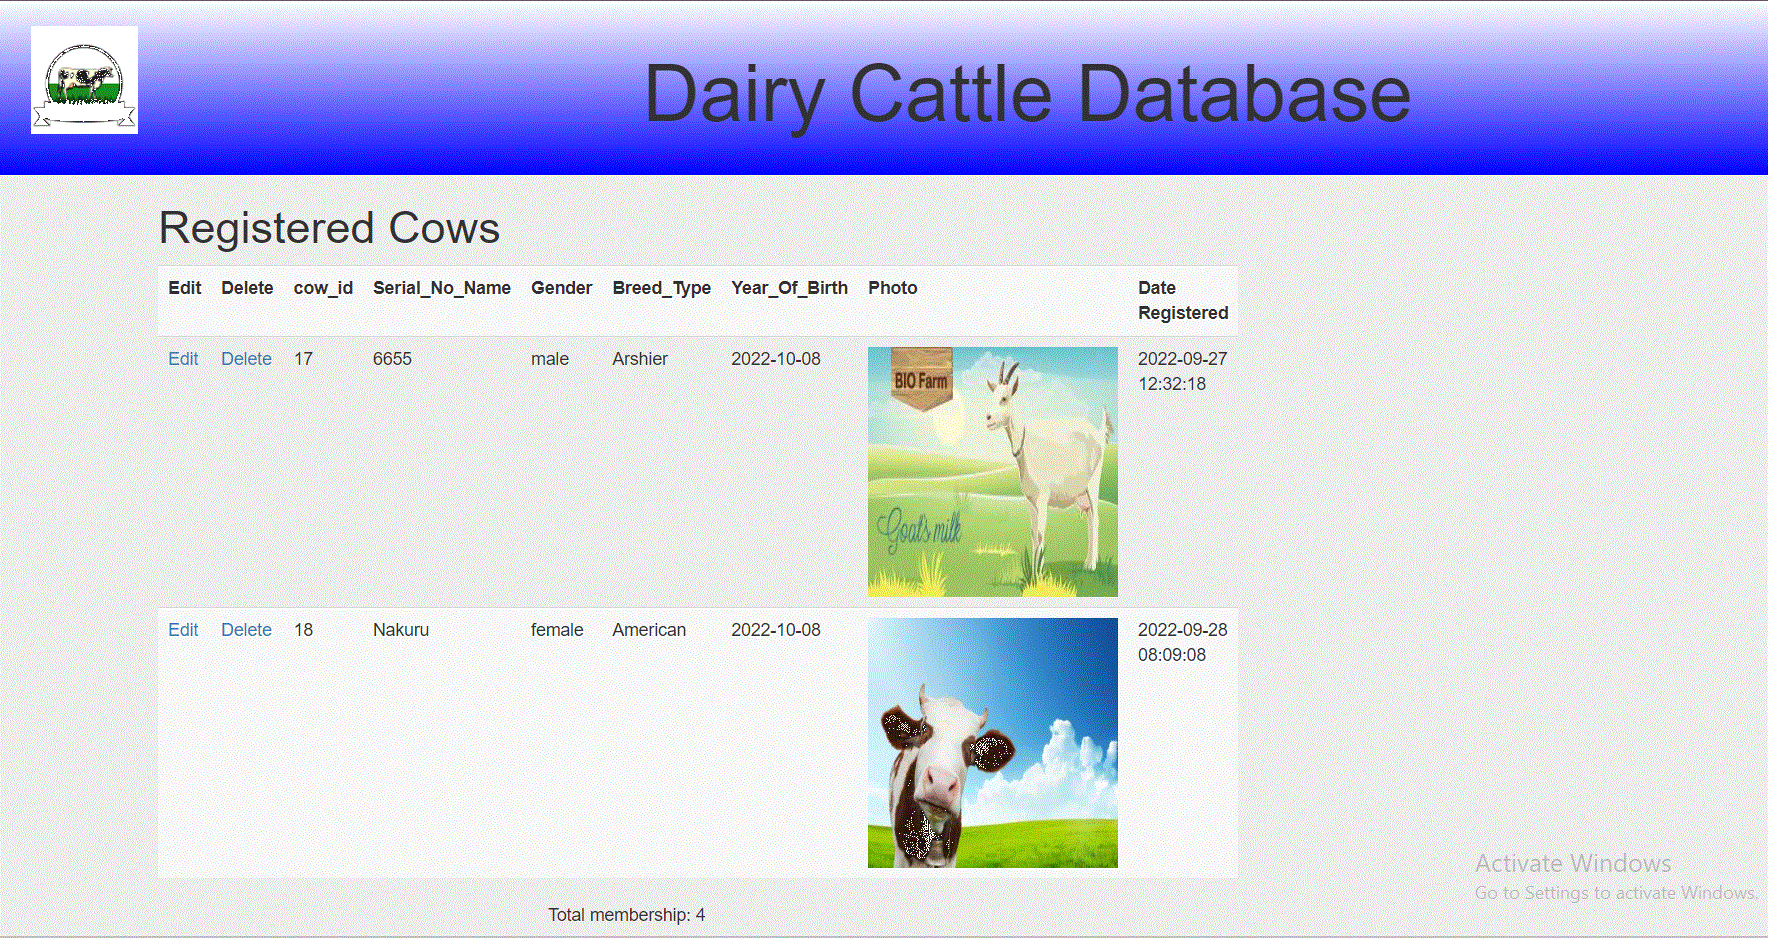 Dairy Cattle Database
Registered Cows
Edit Delete cow_id Serial_No_Name Gender Breed_Type Year_Of_Birth Photo Date
Registered
Edit Delete 17 6655 male Arshier 2022-10-08 2022-09-27
12:32:18
BIO Farm
Goat's milk
Edit Delete 18 Nakuru female American 2022-10-08 2022-09-28
08:09:08
Activate Windows
Go to Settings to activate Windows.
Total membership: 4